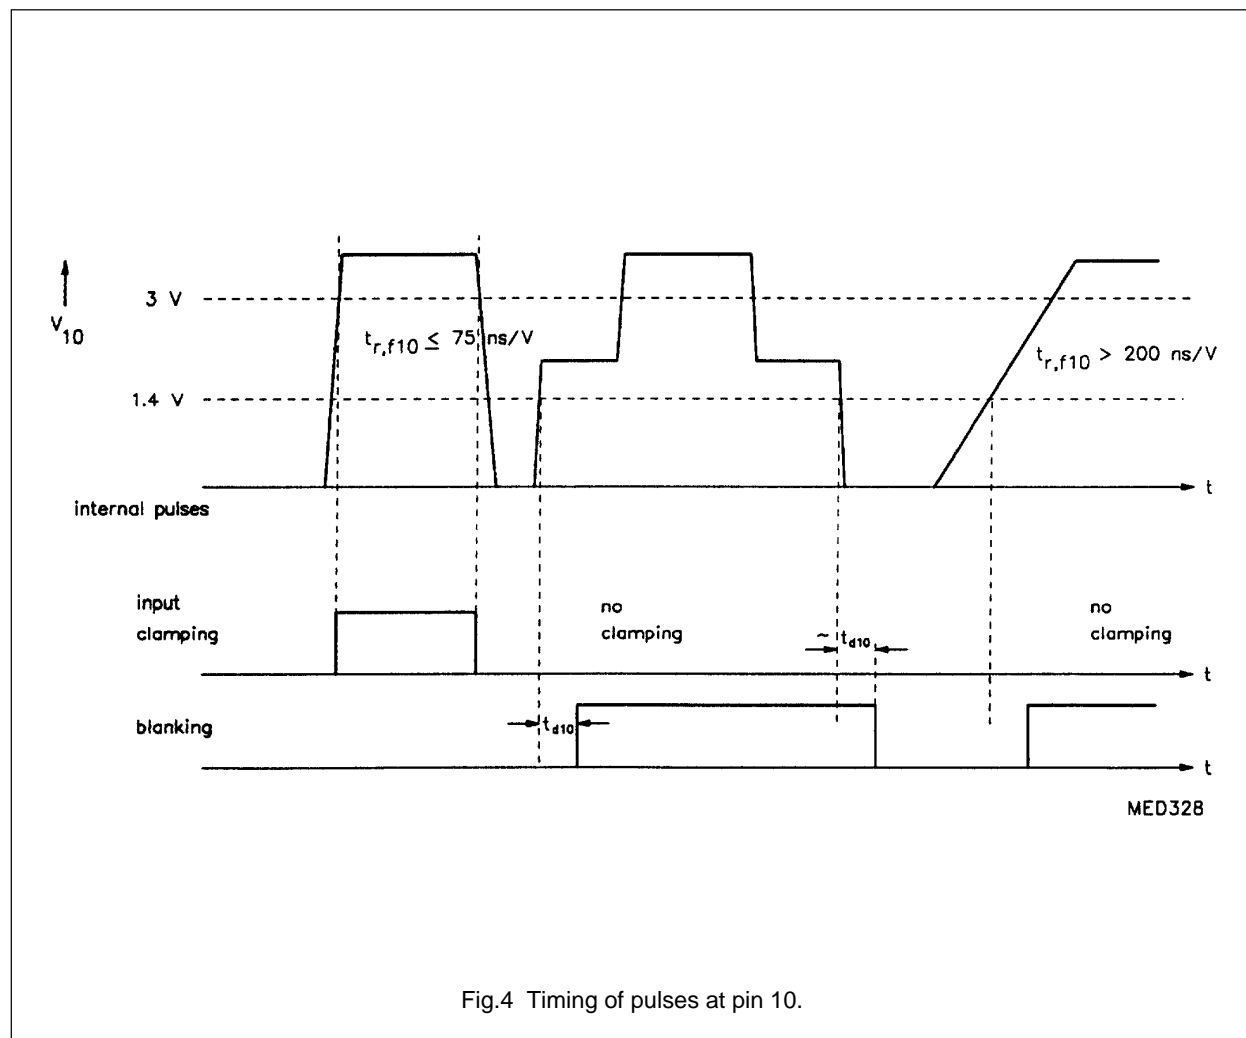 3 V
V10
tr,f10 ≤ 75 ns/V
tr,f10 > 200 ns/V
1.4 V
t
internal pulses
input
clamping
no
clamping
~ td10
no
clamping
t
blanking
td10
t
MED328
Fig.4 Timing of pulses at pin 10.